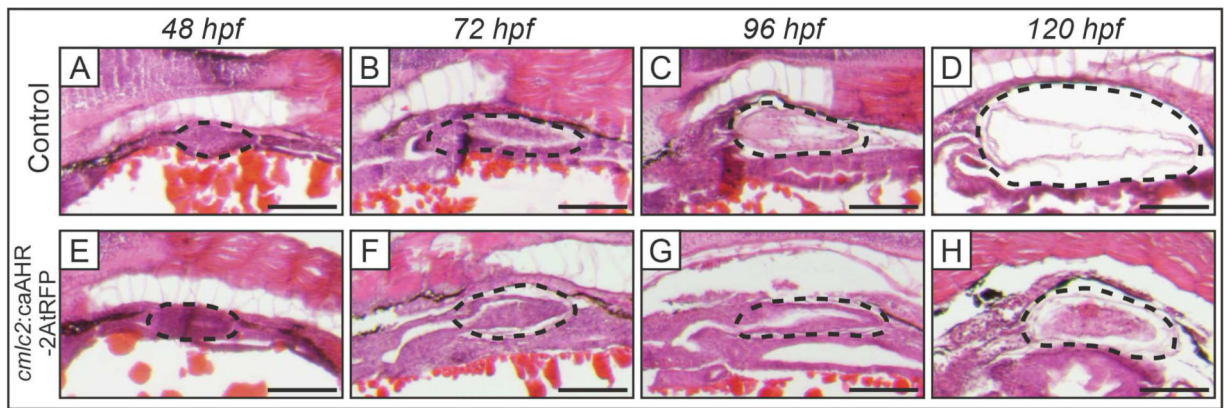 48 hpf 72 hpf 96 hpf 120 hpf
Control
A B C D
cmlc2:caAHR
-2AtRFP
E F G H